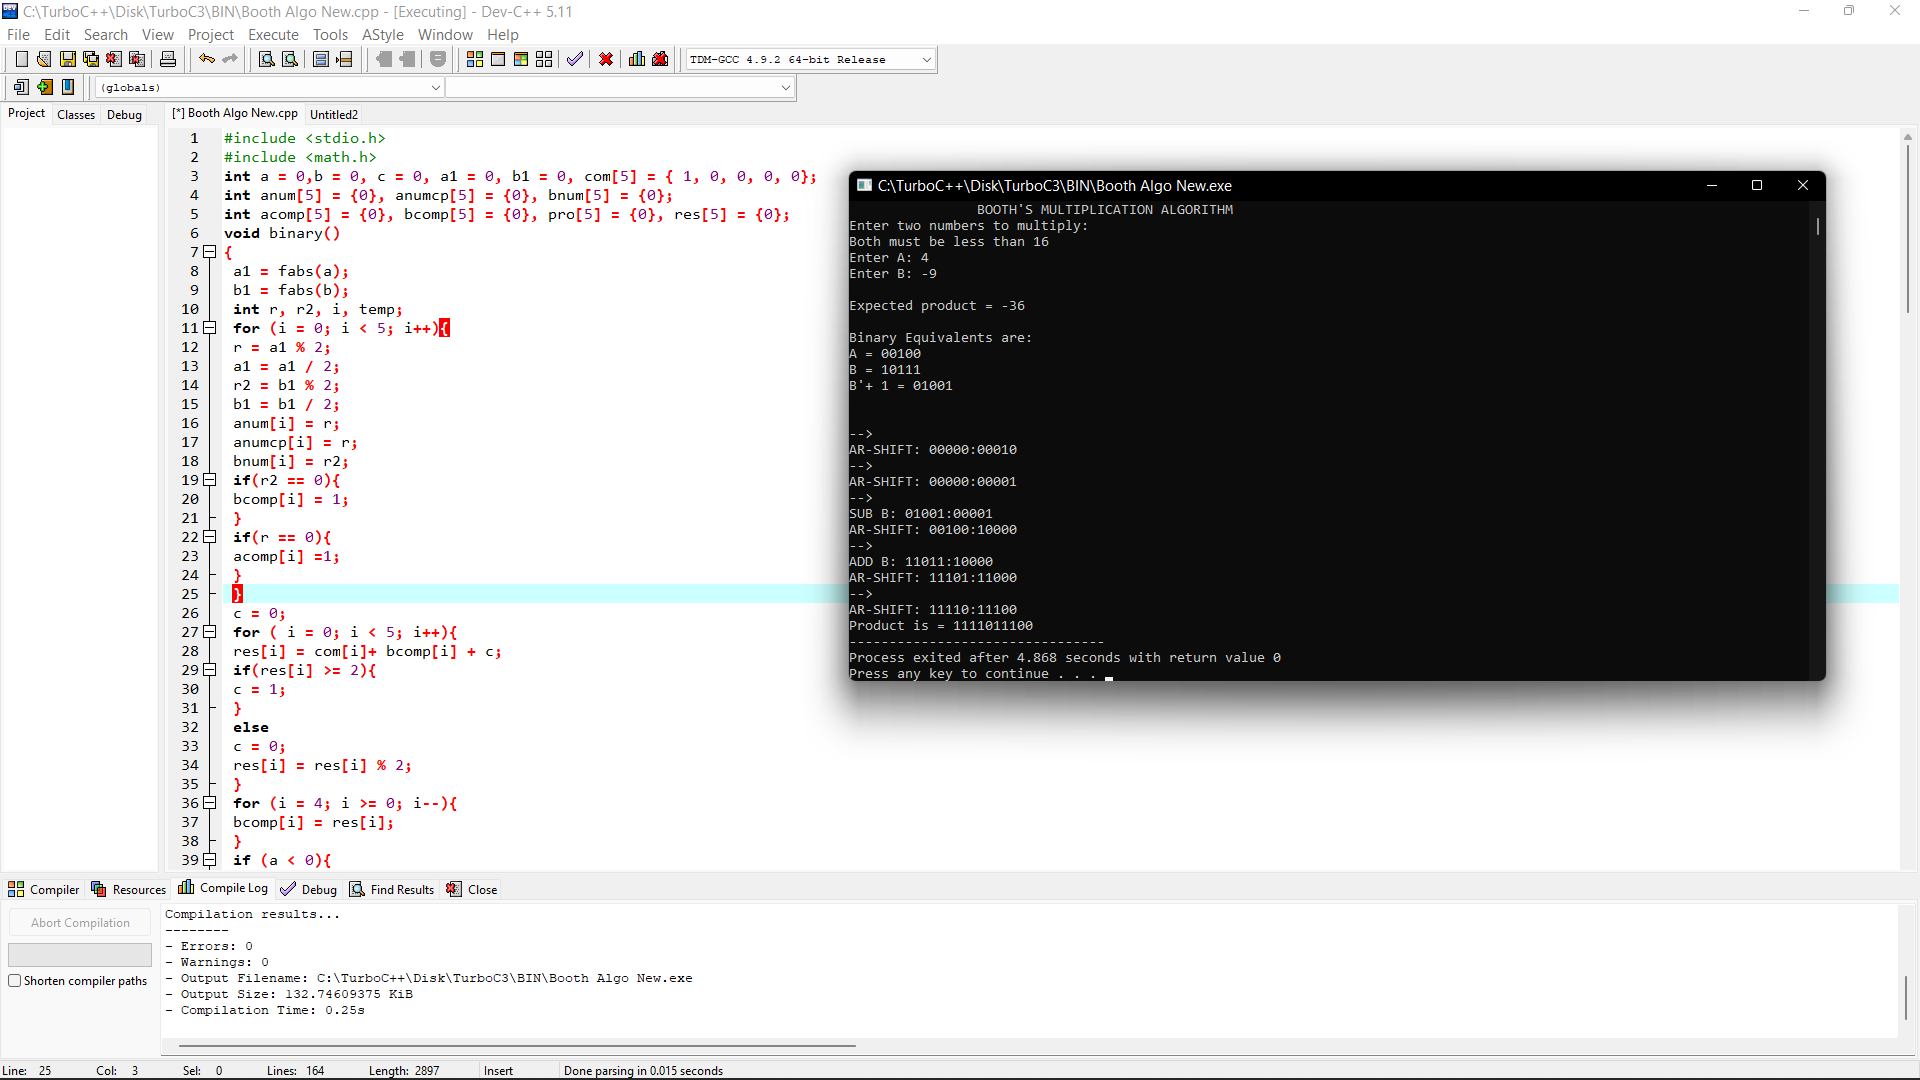 C:\TurboC++\Disk\TurboC3\BIN\Booth Algo New.cpp - [Executing] - Dev-C++ 5.11
File Edit Search View Project Execute Tools AStyle Window Help
TDM-GCC 4.9.2 64-bit Release
(globals)
Project Classes Debug
[*] Booth Algo New.cpp Untitled2
1 #include <stdio.h>
2 #include <math.h>
3 int a = 0,b = 0, c = 0, a1 = 0, b1 = 0, com[5] = { 1, 0, 0, 0, 0};
4 int anum[5] = {0}, anumcp[5] = {0}, bnum[5] = {0};
5 int acomp[5] = {0}, bcomp[5] = {0}, pro[5] = {0}, res[5] = {0};
6 void binary()
7 {
8 a1 = fabs(a);
9 b1 = fabs(b);
10 int r, r2, i, temp;
11 for (i = 0; i < 5; i++){
12 r = a1 % 2;
13 a1 = a1 / 2;
14 r2 = b1 % 2;
15 b1 = b1 / 2;
16 anum[i] = r;
17 anumcp[i] = r;
18 bnum[i] = r2;
19 if(r2 == 0){
20 bcomp[i] = 1;
21 }
22 if(r == 0){
23 acomp[i] =1;
24 }
25 }
26 c = 0;
27 for ( i = 0; i < 5; i++){
28 res[i] = com[i]+ bcomp[i] + c;
29 if(res[i] >= 2){
30 c = 1;
31 }
32 else
33 c = 0;
34 res[i] = res[i] % 2;
35 }
36 for (i = 4; i >= 0; i--){
37 bcomp[i] = res[i];
38 }
39 if (a < 0){
C:\TurboC++\Disk\TurboC3\BIN\Booth Algo New.exe
BOOTH'S MULTIPLICATION ALGORITHM
Enter two numbers to multiply:
Both must be less than 16
Enter A: 4
Enter B: -9
Expected product = -36
Binary Equivalents are:
A = 00100
B = 10111
B'+ 1 = 01001
-->
AR-SHIFT: 00000:00010
-->
AR-SHIFT: 00000:00001
-->
SUB B: 01001:00001
AR-SHIFT: 00100:10000
-->
ADD B: 11011:10000
AR-SHIFT: 11101:11000
-->
AR-SHIFT: 11110:11100
Product is = 1111011100
--------------------------------
Process exited after 4.868 seconds with return value 0
Press any key to continue . . .
Compiler Resources Compile Log Debug Find Results Close
Abort Compilation
Shorten compiler paths
Compilation results...
--------
- Errors: 0
- Warnings: 0
- Output Filename: C:\TurboC++\Disk\TurboC3\BIN\Booth Algo New.exe
- Output Size: 132.74609375 KiB
- Compilation Time: 0.25s
Line: 25 Col: 3 Sel: 0 Lines: 164 Length: 2897 Insert Done parsing in 0.015 seconds